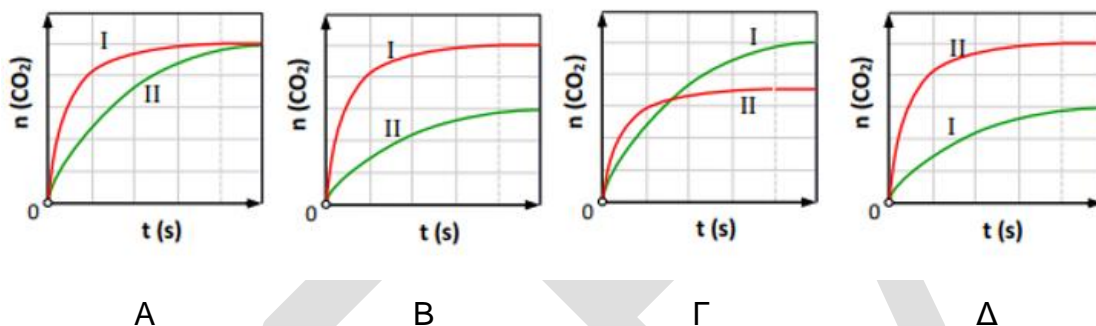 n (CO₂)
I
II
0
t (s)
n (CO₂)
I
II
0
t (s)
n (CO₂)
I
II
0
t (s)
n (CO₂)
II
I
0
t (s)
Α Β Γ Δ